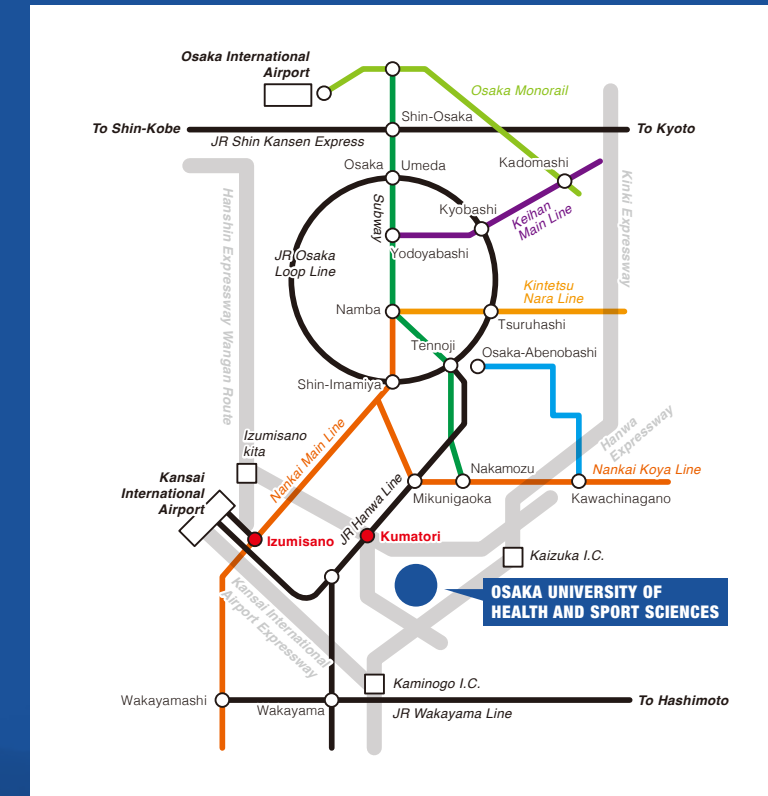 Osaka International
Airport
Osaka Monorail
Shin-Osaka
To Shin-Kobe
To Kyoto
JR Shin Kansen Express
Osaka
Umeda
Kadomashi
Hanshin Expressway Wangan Route
Subway
Kyobashi
Keihan
Main Line
Kinki Expressway
Yodoyabashi
JR Osaka
Loop Line
Kintetsu
Nara Line
Namba
Tsuruhashi
Tennoji
Osaka-Abenobashi
Shin-Imamiya
Hanwa
Expressway
Izumisano
kita
Nankai Main Line
Kansai
International
Airport
JR Hanwa Line
Nakamozu
Nankai Koya Line
Mikunigaoka
Kawachinagano
Izumisano
Kumatori
Kaizuka I.C.
OSAKA UNIVERSITY OF
HEALTH AND SPORT SCIENCES
Kansai International
Airport Expressway
Kaminogo I.C.
Wakayamashi
Wakayama
To Hashimoto
JR Wakayama Line